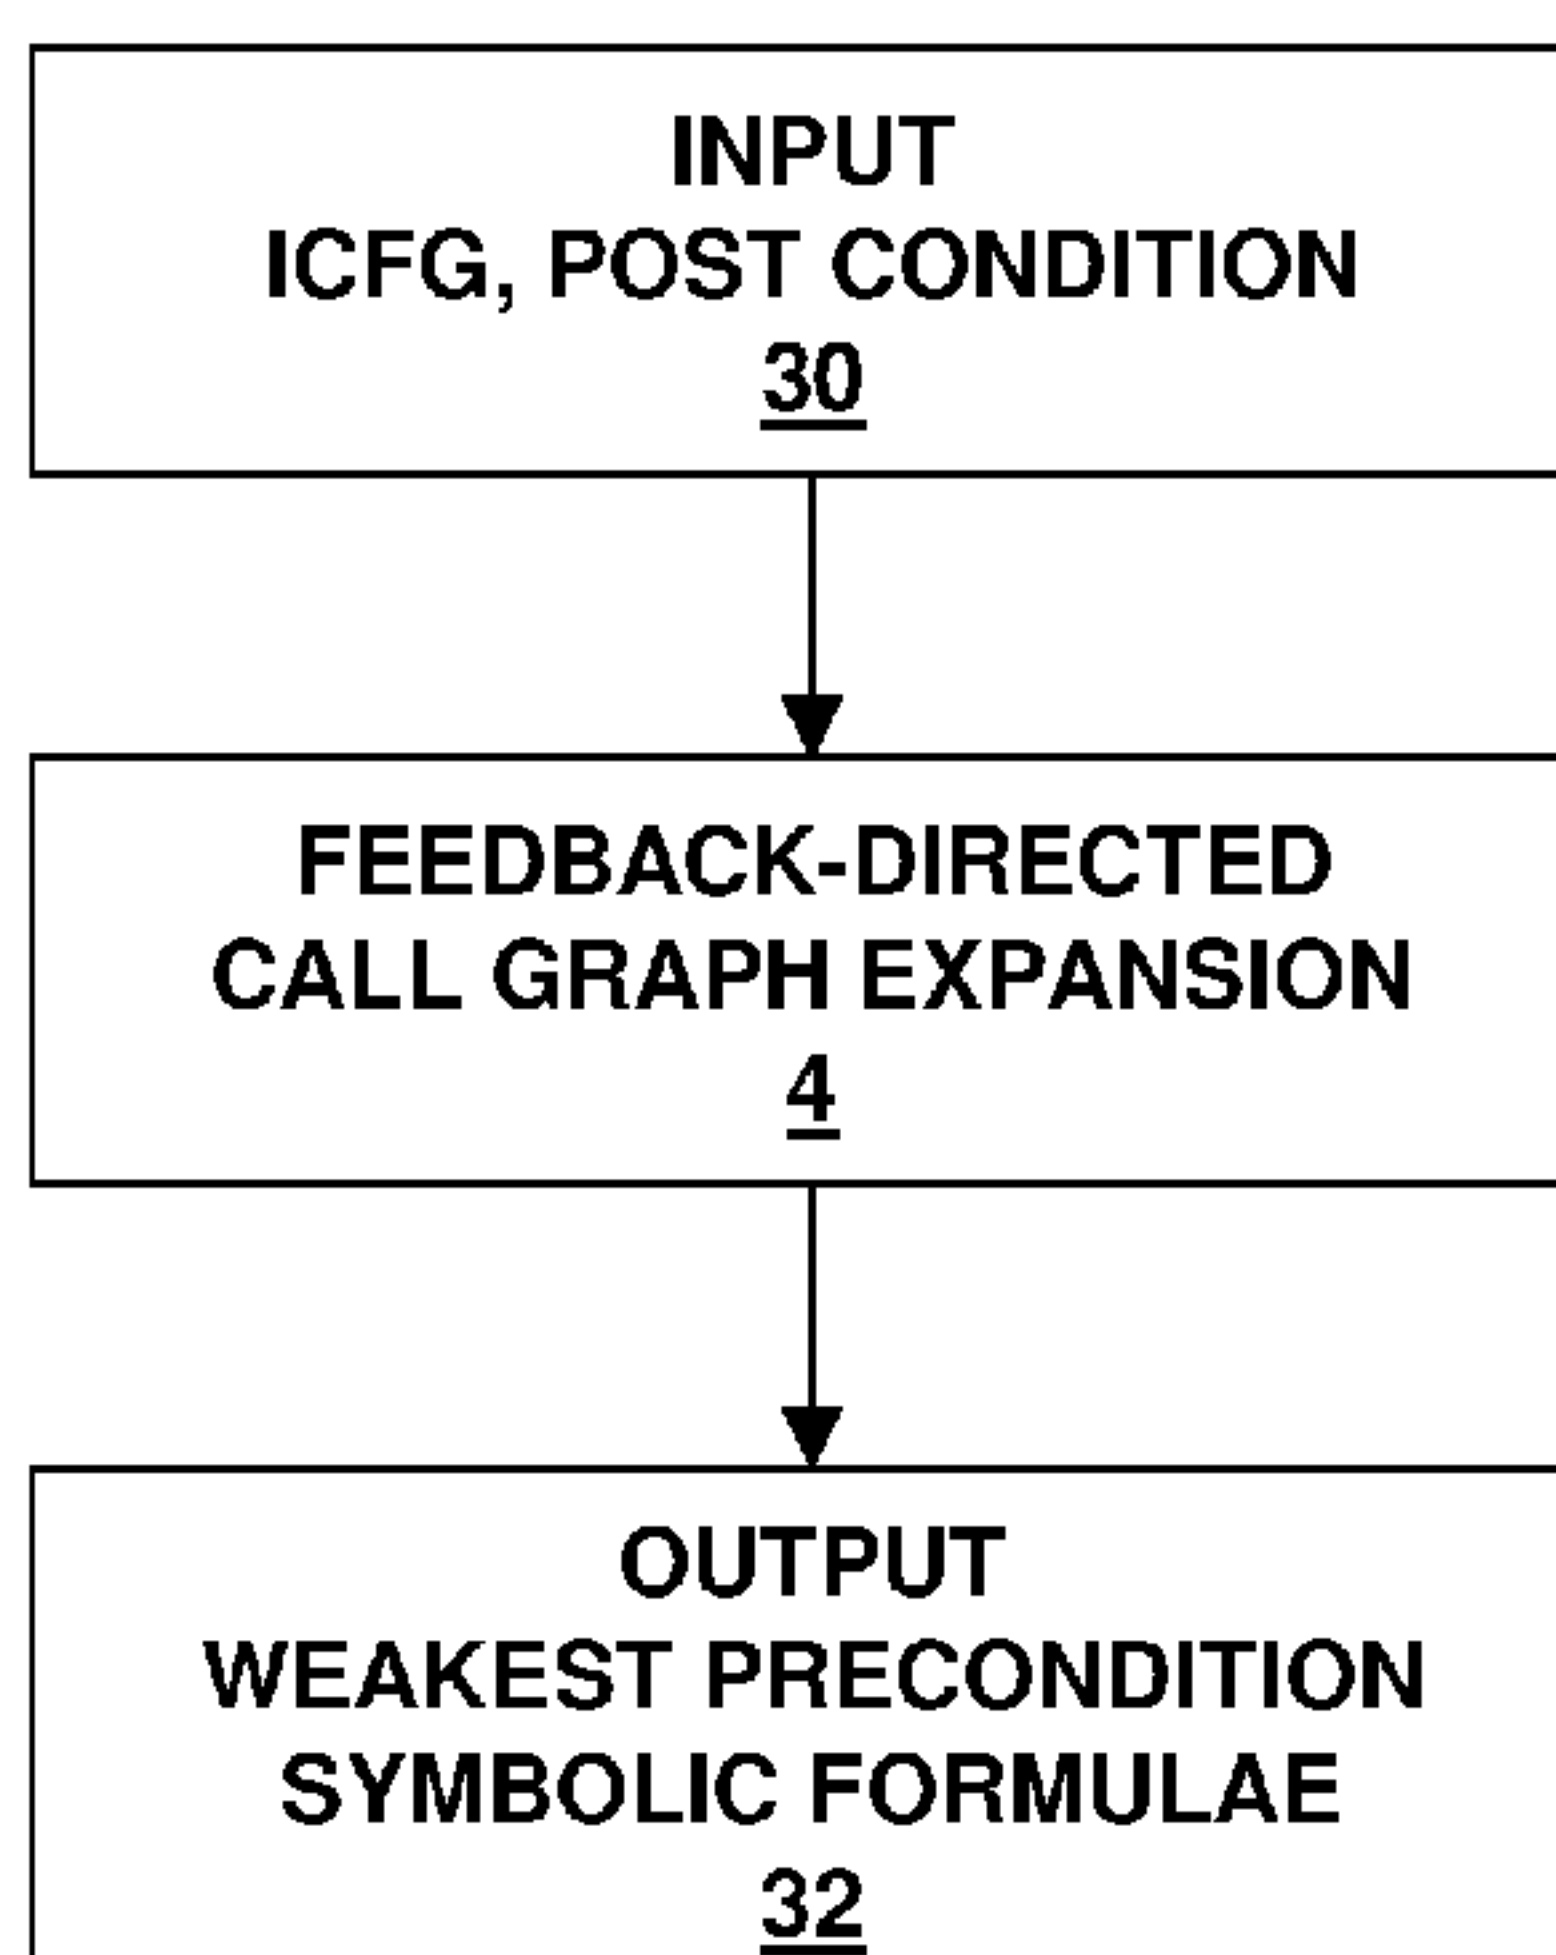 INPUT
ICFG, POST CONDITION
30
FEEDBACK-DIRECTED
CALL GRAPH EXPANSION
4
OUTPUT
WEAKEST PRECONDITION
SYMBOLIC FORMULAE
32